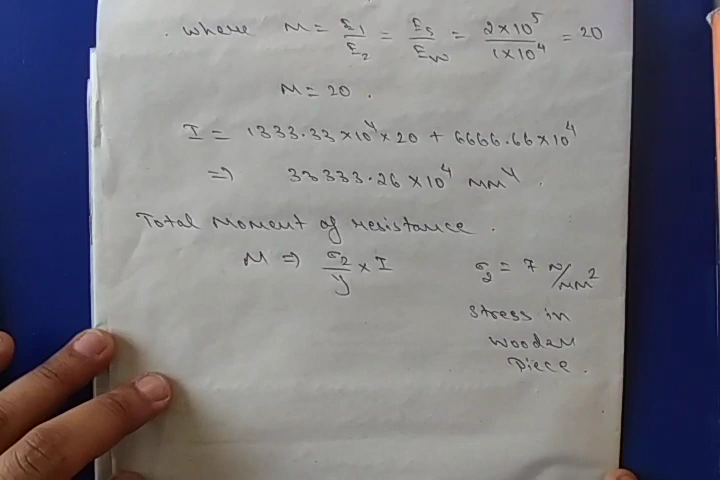 . where M = E1/E2 = Es/Ew = 2×10^5/1×10^4 = 20
M = 20 .
I = 1333.33×10^4×20 + 6666.66×10^4
⇒ 33333.26×10^4 mm^4 .
Total Moment of resistance .
M ⇒ σ2/y × I σ2 = 7 N/mm^2
stress in
wooden
piece .